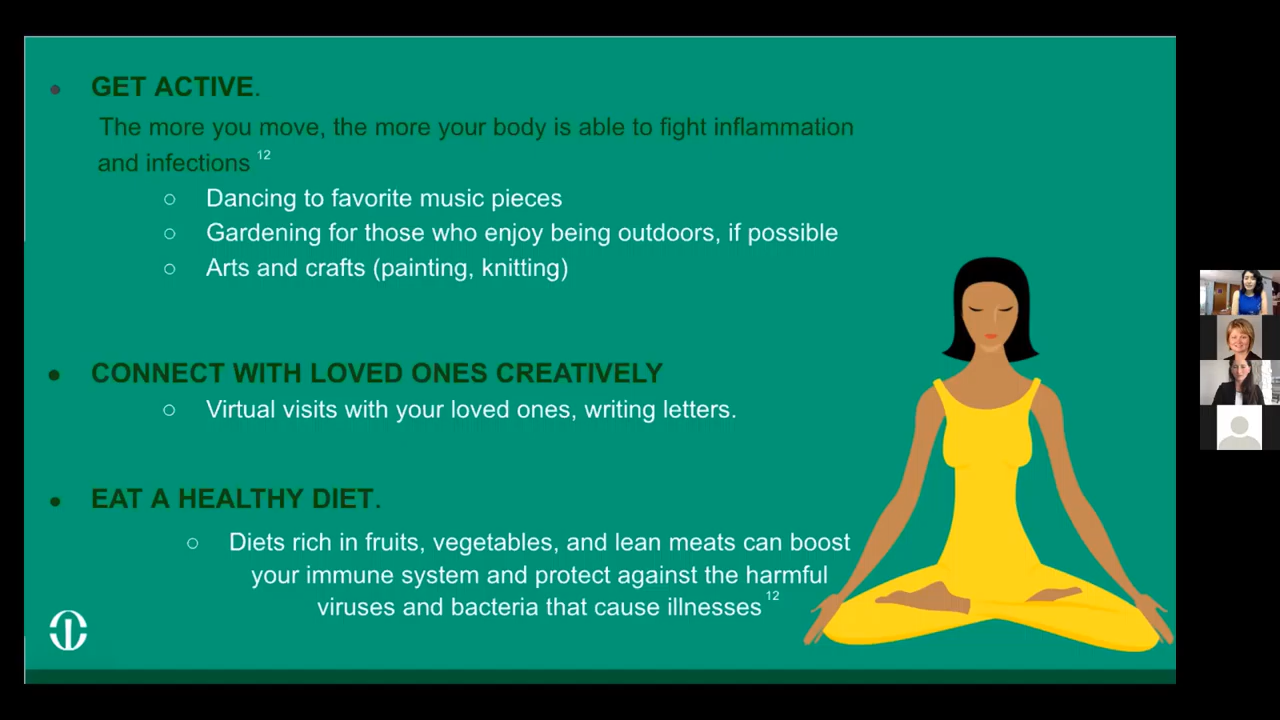 ● GET ACTIVE.
The more you move, the more your body is able to fight inflammation
and infections 12
○ Dancing to favorite music pieces
○ Gardening for those who enjoy being outdoors, if possible
○ Arts and crafts (painting, knitting)
● CONNECT WITH LOVED ONES CREATIVELY
○ Virtual visits with your loved ones, writing letters.
● EAT A HEALTHY DIET.
○ Diets rich in fruits, vegetables, and lean meats can boost
your immune system and protect against the harmful
viruses and bacteria that cause illnesses 12